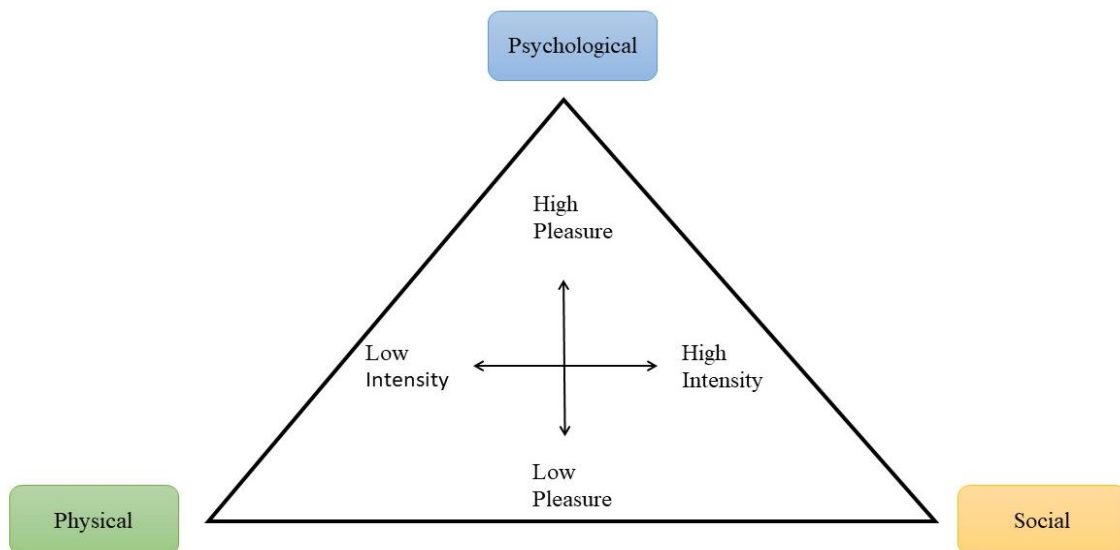 Psychological
High
Pleasure
Low
Intensity
High
Intensity
Low
Pleasure
Physical
Social